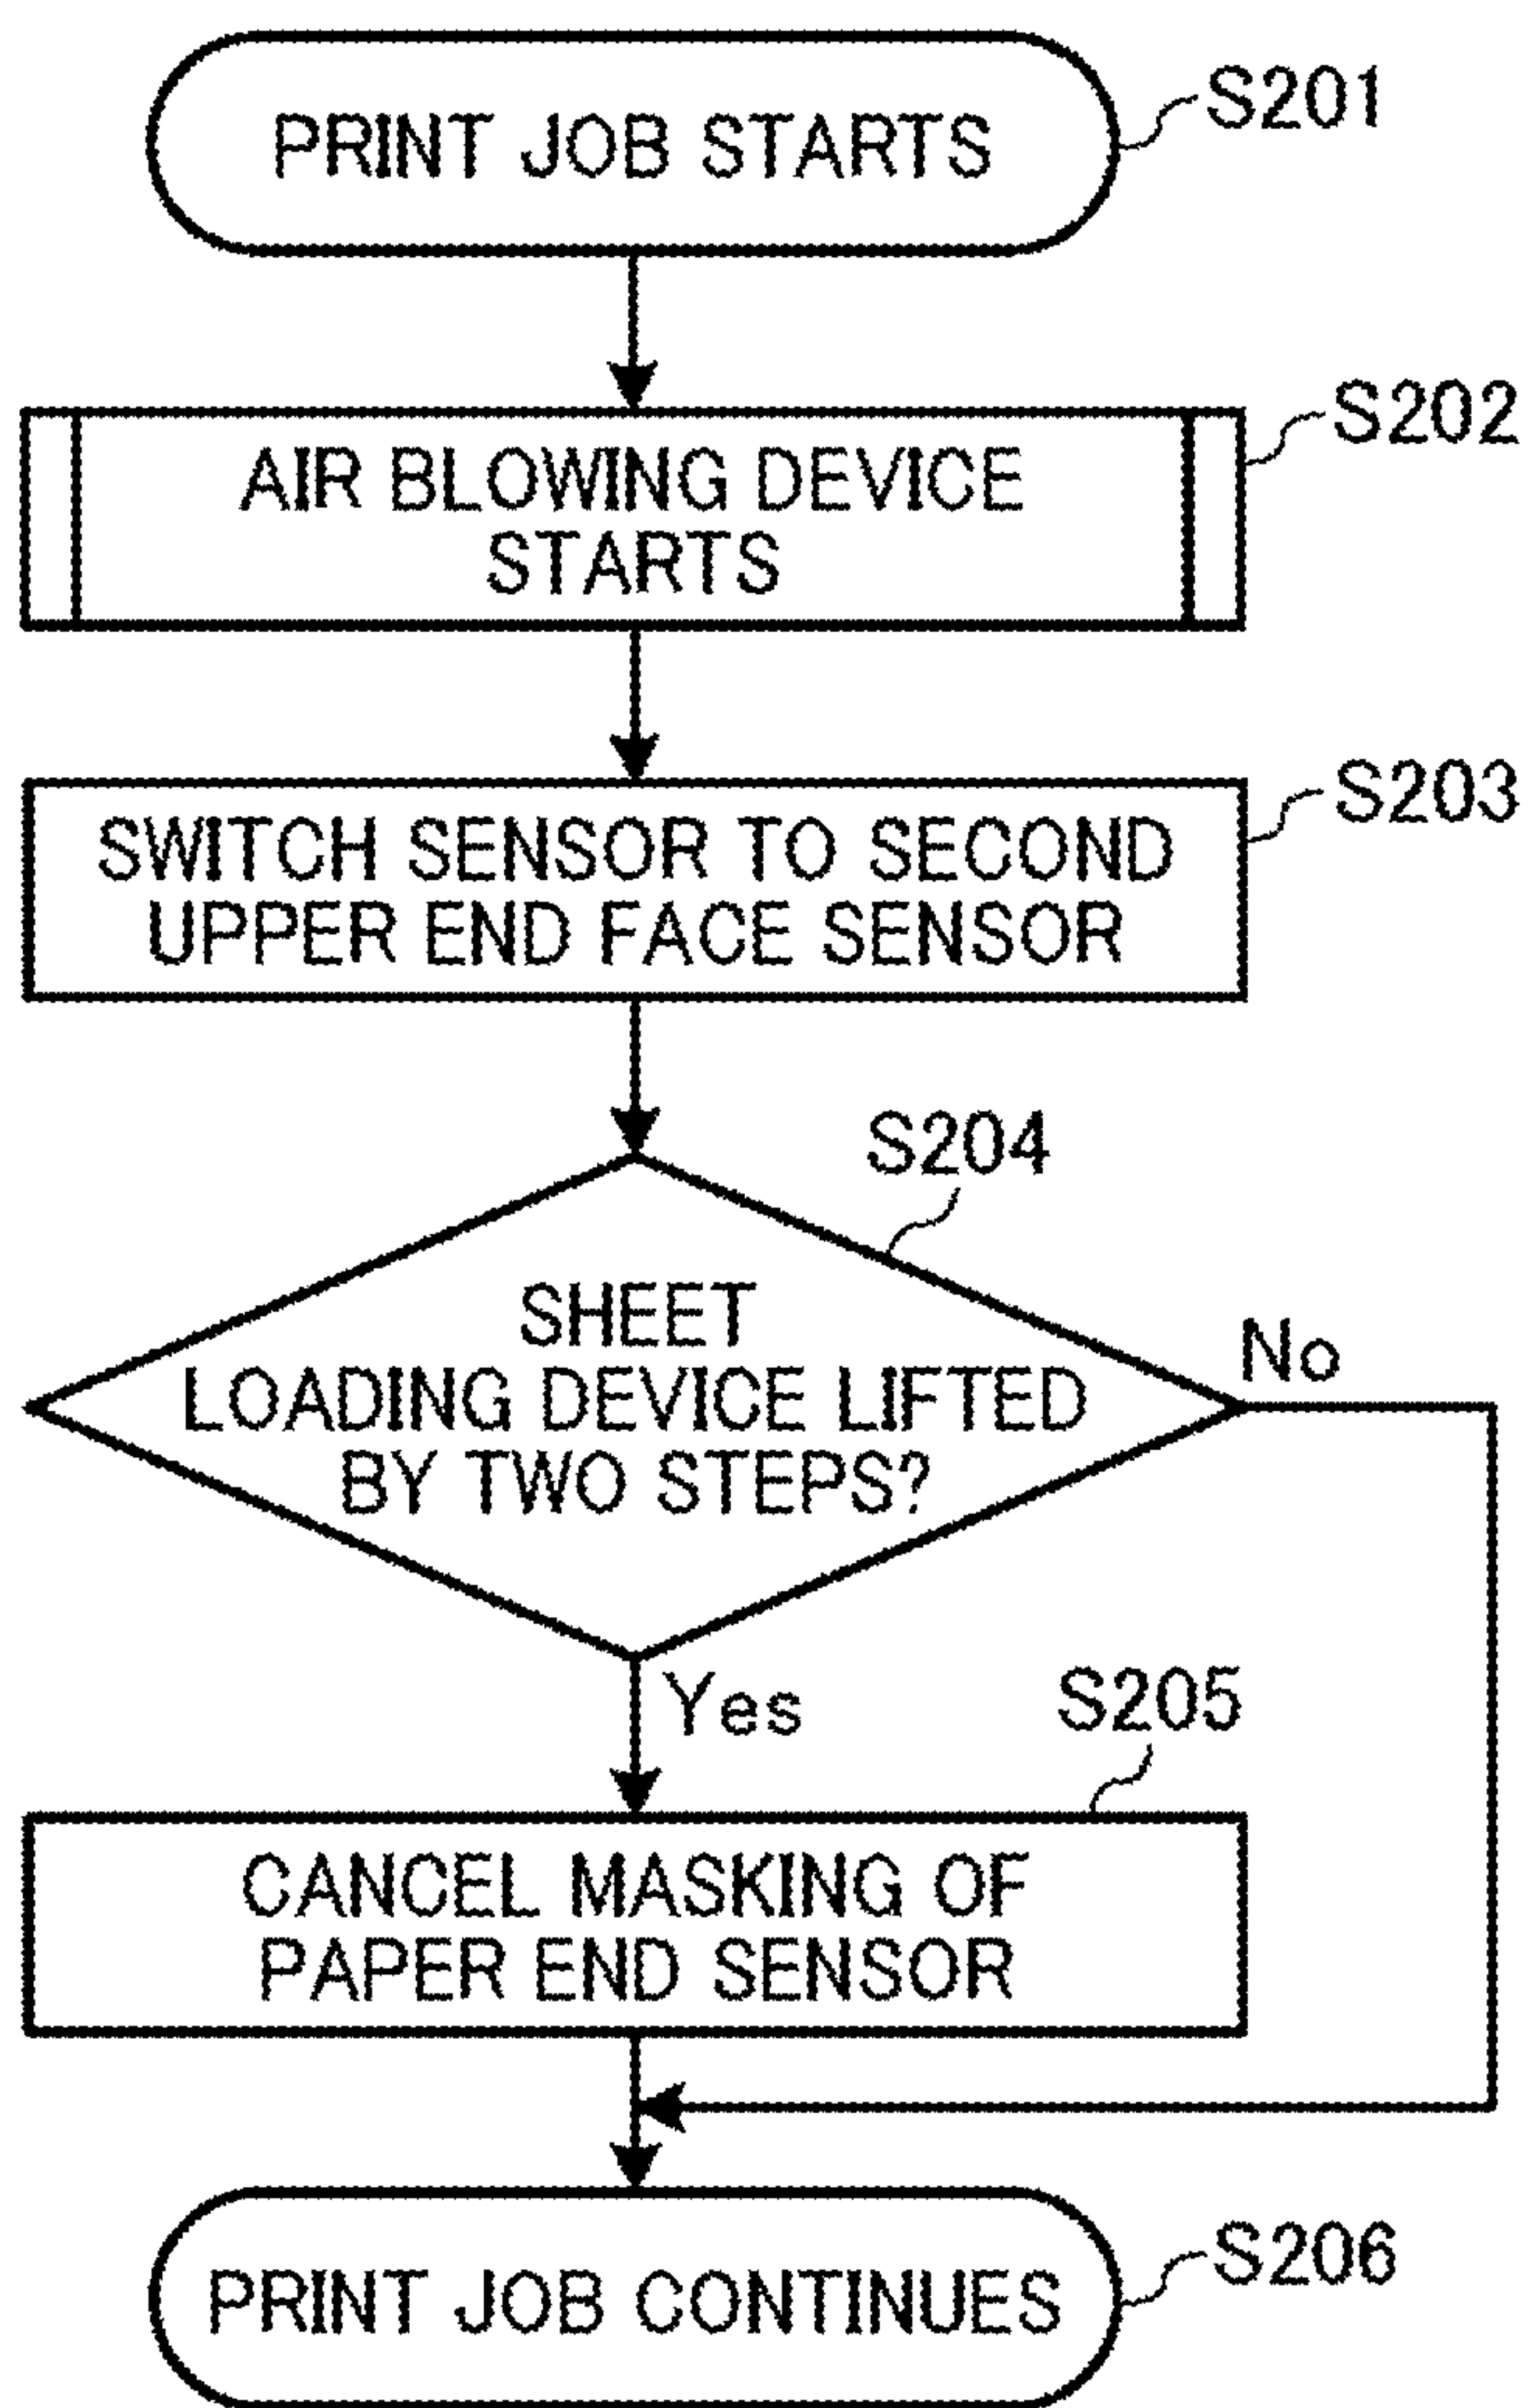 PRINT JOB STARTS
S201
AIR BLOWING DEVICE
STARTS
S202
SWITCH SENSOR TO SECOND
UPPER END FACE SENSOR
S203
S204
SHEET
LOADING DEVICE LIFTED
BY TWO STEPS?
No
Yes
S205
CANCEL MASKING OF
PAPER END SENSOR
PRINT JOB CONTINUES
S206